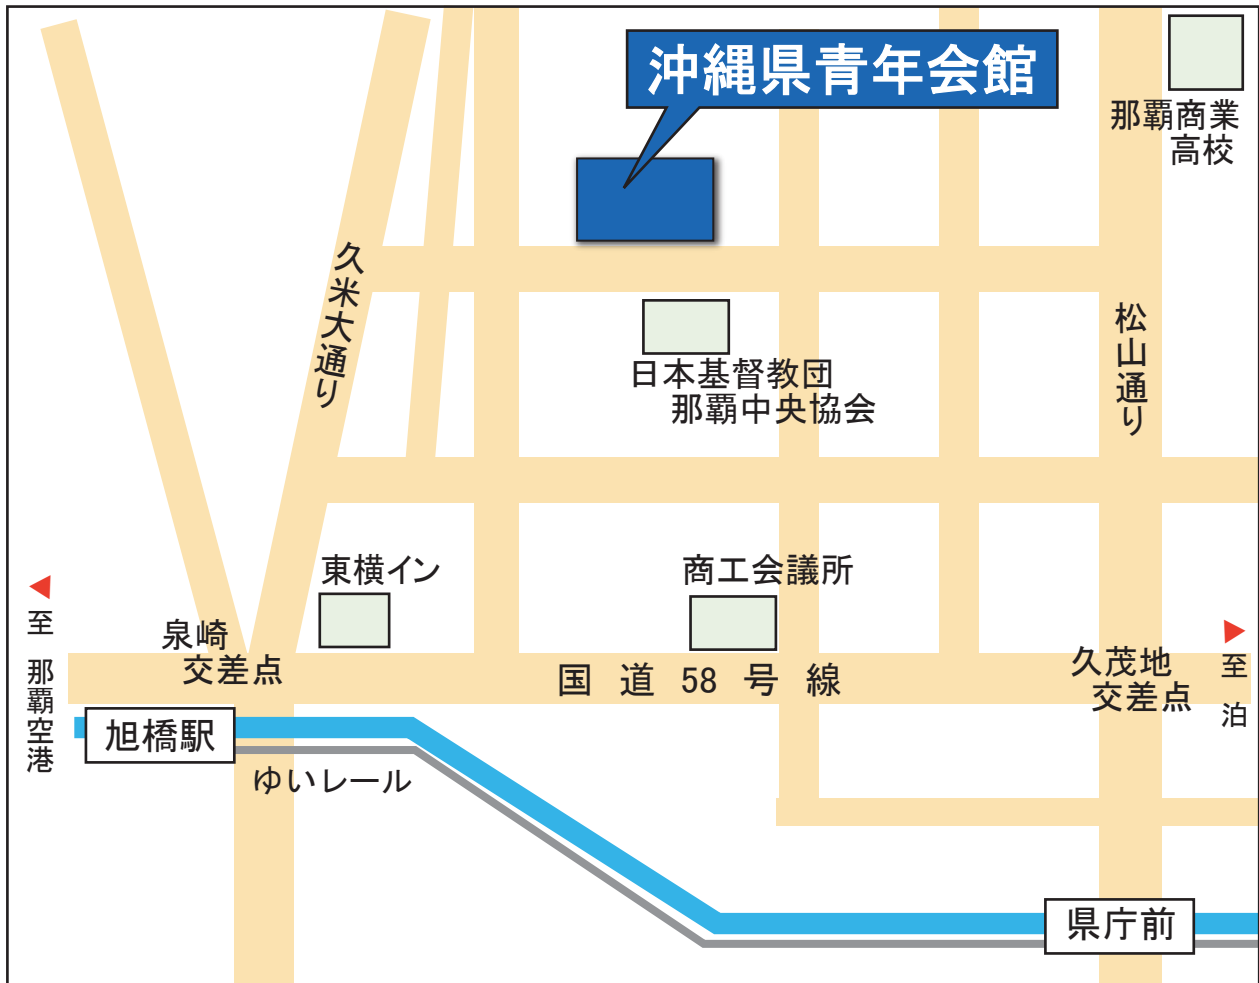 沖縄県青年会館
那覇商業
高校
久米大通り
松山通り
日本基督教団
那覇中央協会
東横イン
商工会議所
至 那覇空港
泉崎
交差点
国道58号線
久茂地
交差点
至 泊
旭橋駅
ゆいレール
県庁前